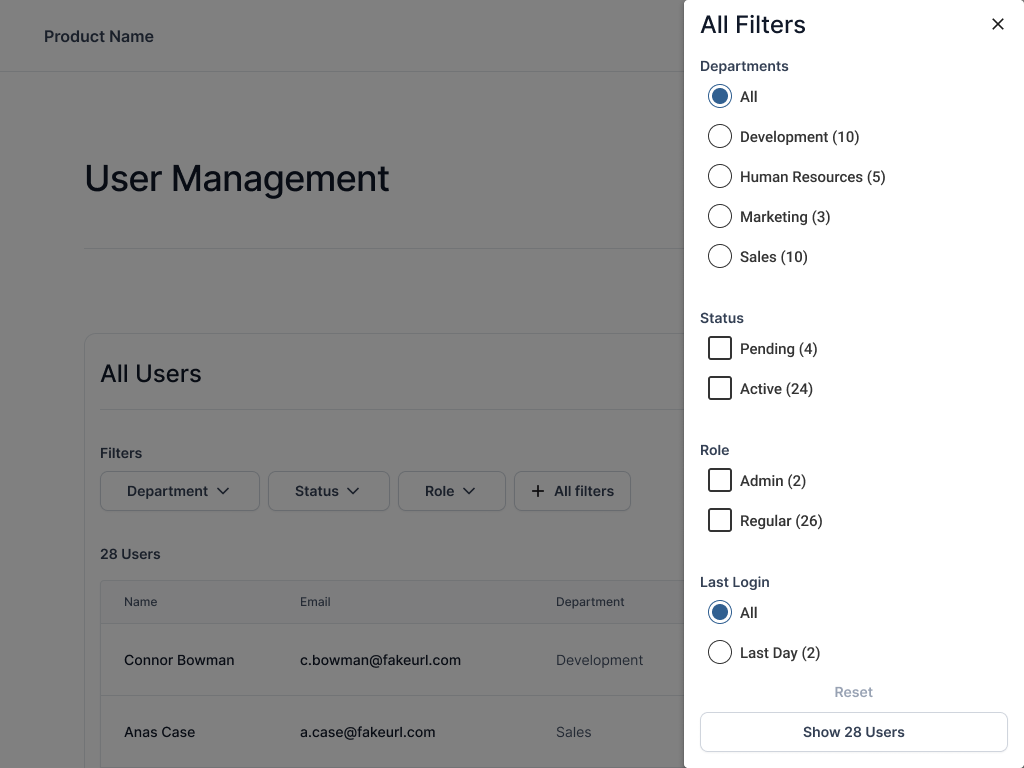 Product Name
User Management
All Users
Filters
Department
Status
Role
All filters
28 Users
Name Email Department
Connor Bowman c.bowman@fakeurl.com Development
Anas Case a.case@fakeurl.com Sales
All Filters
Departments
All
Development (10)
Human Resources (5)
Marketing (3)
Sales (10)
Status
Pending (4)
Active (24)
Role
Admin (2)
Regular (26)
Last Login
All
Last Day (2)
Reset
Show 28 Users